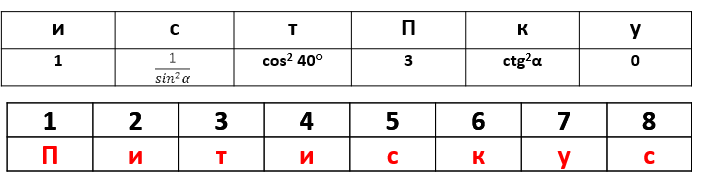 и с т П к у
1 1/sin²α cos² 40° 3 ctg²α 0
1 2 3 4 5 6 7 8
П и т и с к у с